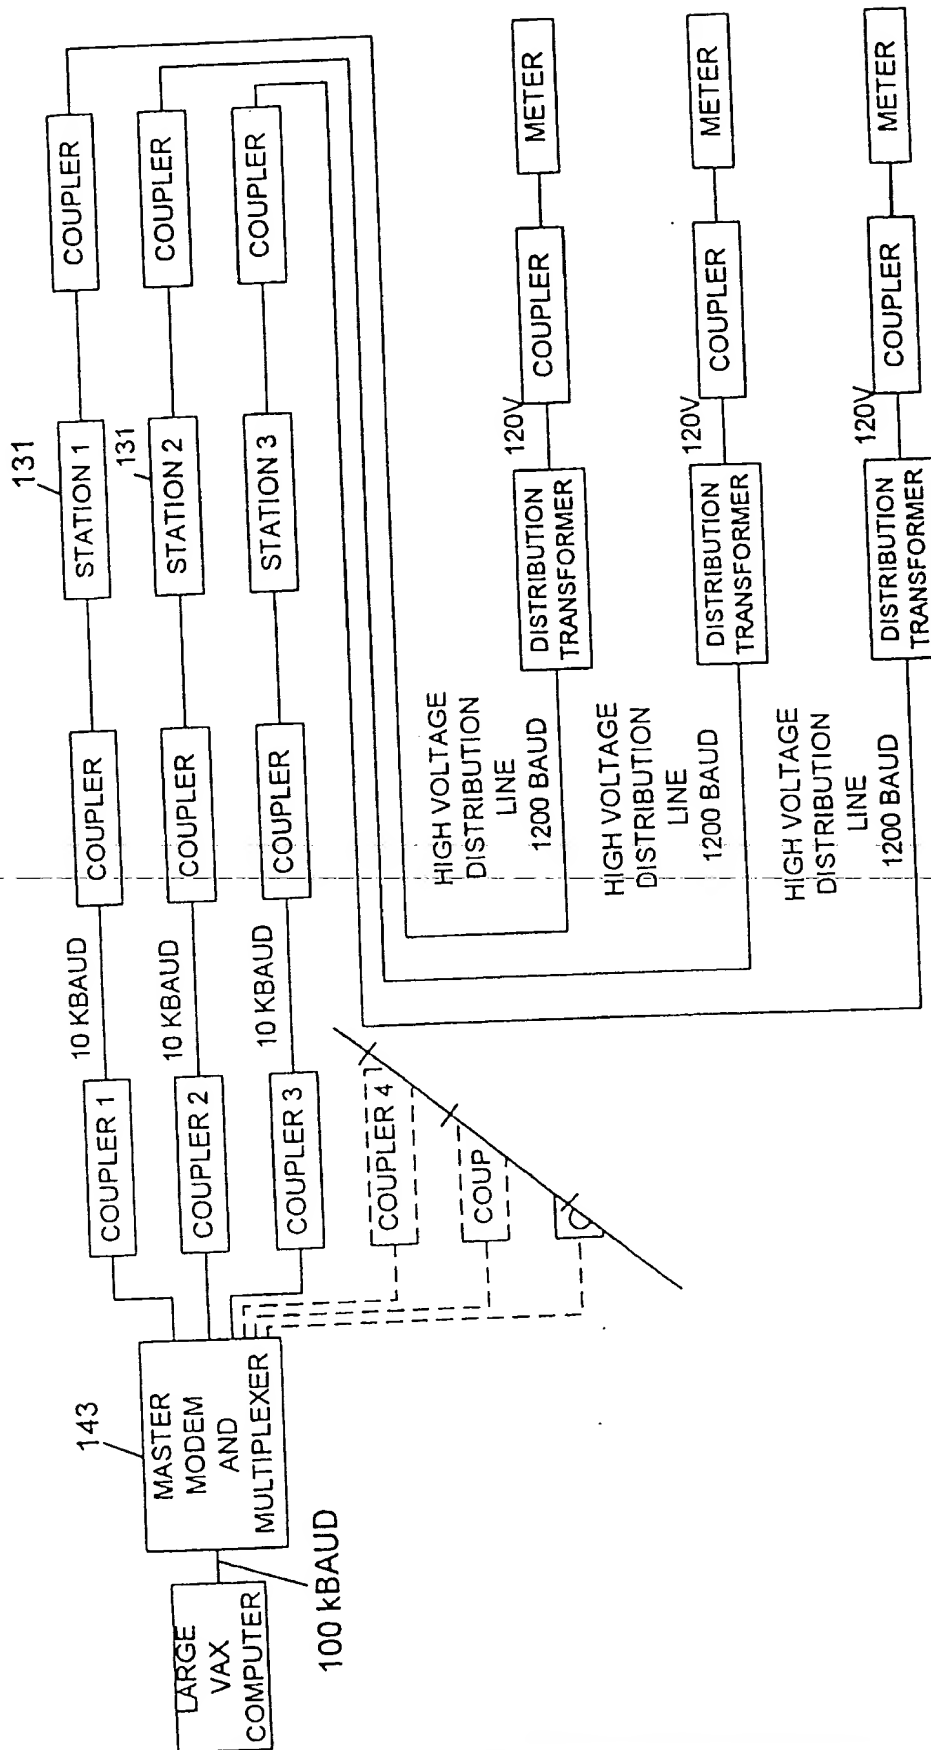 LARGE
VAX
COMPUTER
100 kBAUD
143
MASTER
MODEM
AND
MULTIPLEXER
COUPLER 1
10 KBAUD
COUPLER
131
STATION 1
COUPLER
COUPLER 2
10 KBAUD
COUPLER
131
STATION 2
COUPLER
COUPLER 3
10 KBAUD
COUPLER
STATION 3
COUPLER
COUPLER 4
COUP
C
HIGH VOLTAGE
DISTRIBUTION
LINE
1200 BAUD
DISTRIBUTION
TRANSFORMER
120V
COUPLER
METER
HIGH VOLTAGE
DISTRIBUTION
LINE
1200 BAUD
DISTRIBUTION
TRANSFORMER
120V
COUPLER
METER
HIGH VOLTAGE
DISTRIBUTION
LINE
1200 BAUD
DISTRIBUTION
TRANSFORMER
120V
COUPLER
METER